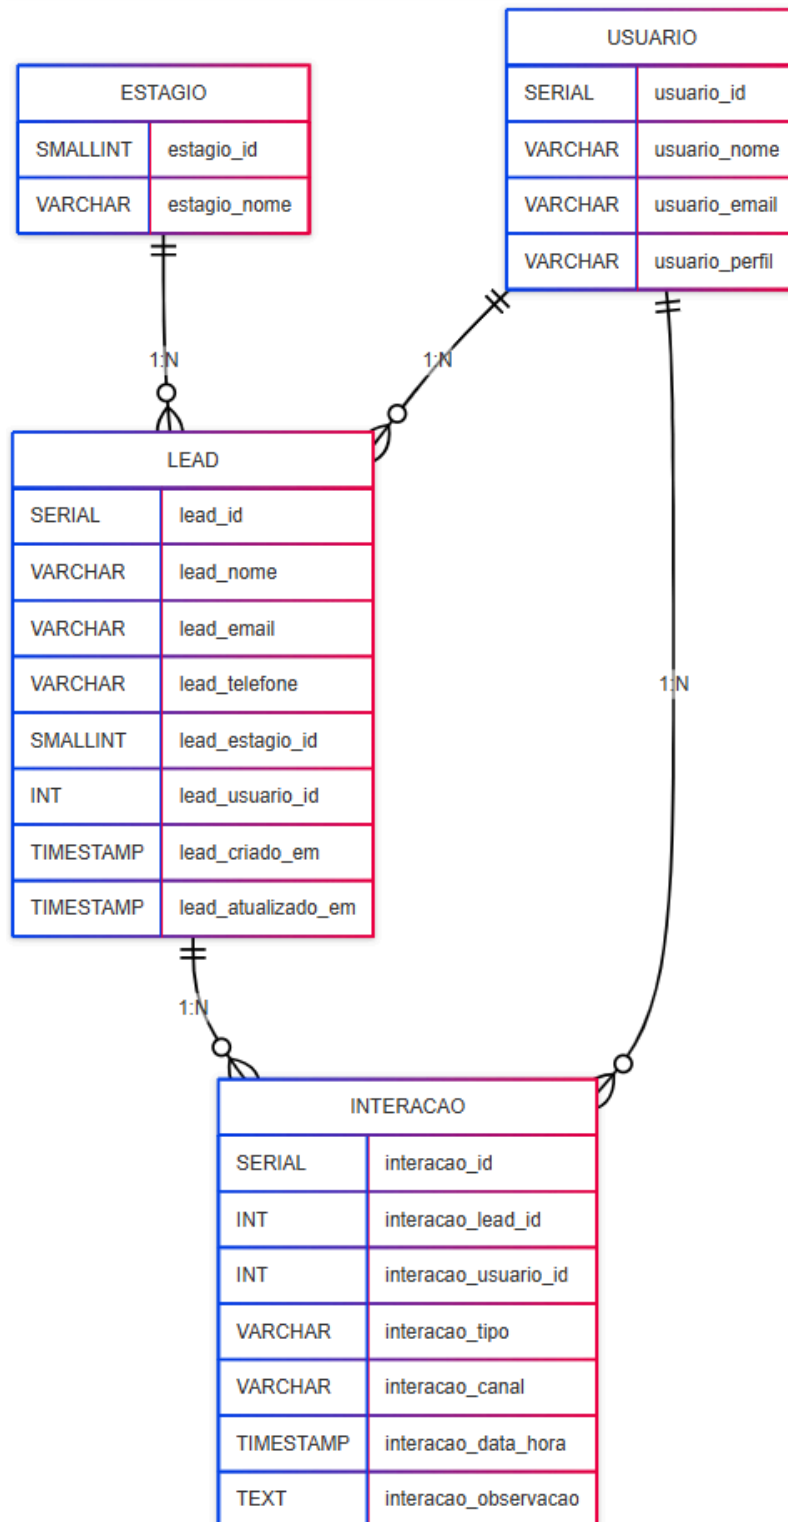 USUARIO
SERIAL usuario_id
VARCHAR usuario_nome
VARCHAR usuario_email
VARCHAR usuario_perfil
ESTAGIO
SMALLINT estagio_id
VARCHAR estagio_nome
1:N
1:N
LEAD
SERIAL lead_id
VARCHAR lead_nome
VARCHAR lead_email
VARCHAR lead_telefone
SMALLINT lead_estagio_id
INT lead_usuario_id
TIMESTAMP lead_criado_em
TIMESTAMP lead_atualizado_em
1:N
1:N
INTERACAO
SERIAL interacao_id
INT interacao_lead_id
INT interacao_usuario_id
VARCHAR interacao_tipo
VARCHAR interacao_canal
TIMESTAMP interacao_data_hora
TEXT interacao_observacao